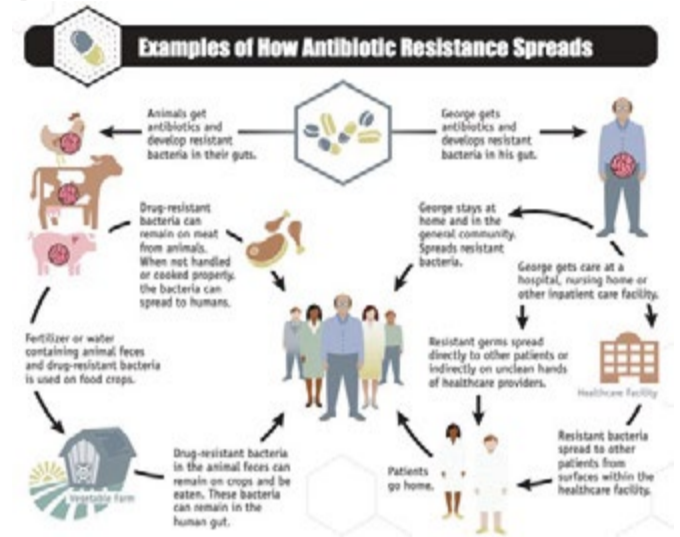 Examples of How Antibiotic Resistance Spreads
Animals get
antibiotics and
develop resistant
bacteria in their guts.
George gets
antibiotics and
develops resistant
bacteria in his gut.
Drug-resistant
bacteria can
remain on meat
from animals.
When not handled
or cooked properly,
the bacteria can
spread to humans.
George stays at
home and in the
general community.
Spreads resistant
bacteria.
George gets care at a
hospital, nursing home or
other inpatient care facility.
Fertilizer or water
containing animal feces
and drug-resistant bacteria
is used on food crops.
Resistant germs spread
directly to other patients or
indirectly on unclean hands
of healthcare providers.
Healthcare Facility
Vegetable Farm
Drug-resistant bacteria
in the animal feces can
remain on crops and be
eaten. These bacteria
can remain in the
human gut.
Patients
go home.
Resistant bacteria
spread to other
patients from
surfaces within the
healthcare facility.